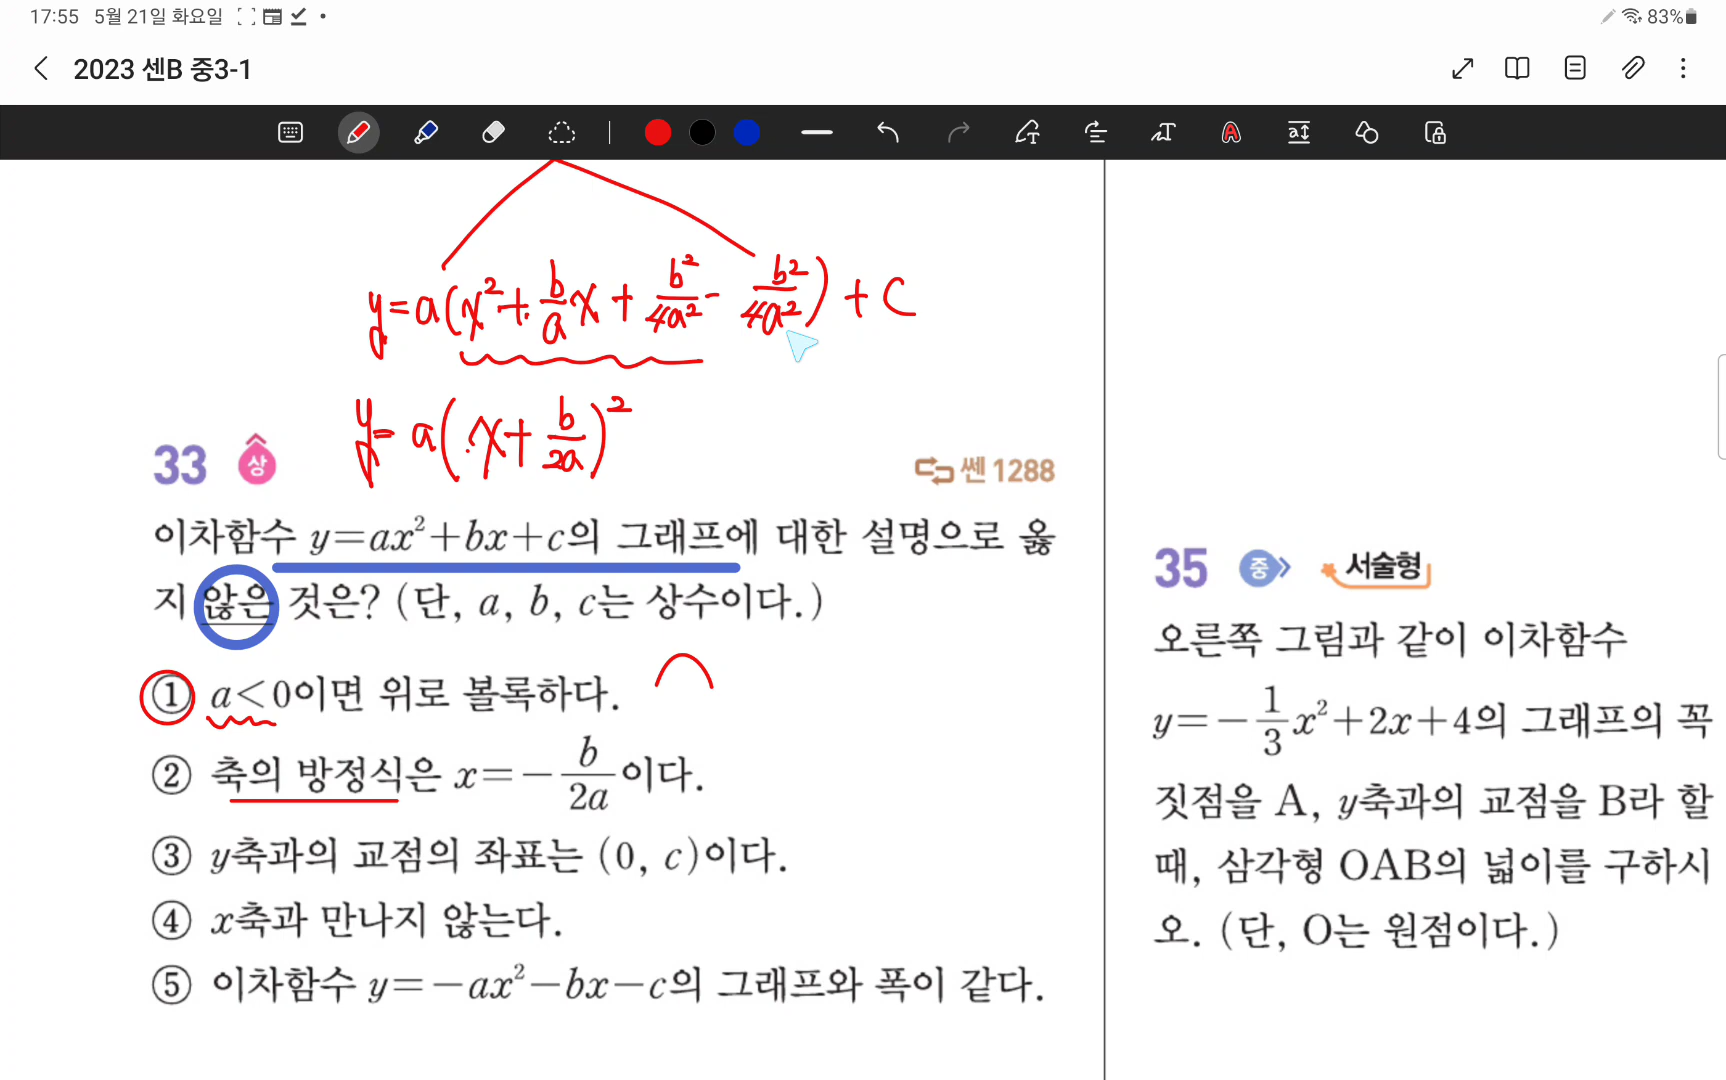 17:55 5월 21일 화요일
83%
2023 센B 중3-1
y=a(x²+b/a x+b²/4a²-b²/4a²)+c
y=a(x+b/2a)²
33 상
쎈 1288
이차함수 y=ax²+bx+c의 그래프에 대한 설명으로 옳
지 않은 것은? (단, a, b, c는 상수이다.)
① a<0이면 위로 볼록하다.
② 축의 방정식은 x=-b/2a이다.
③ y축과의 교점의 좌표는 (0, c)이다.
④ x축과 만나지 않는다.
⑤ 이차함수 y=-ax²-bx-c의 그래프와 폭이 같다.
35 중 서술형
오른쪽 그림과 같이 이차함수
y=-1/3x²+2x+4의 그래프의 꼭
짓점을 A, y축과의 교점을 B라 할
때, 삼각형 OAB의 넓이를 구하시
오. (단, O는 원점이다.)